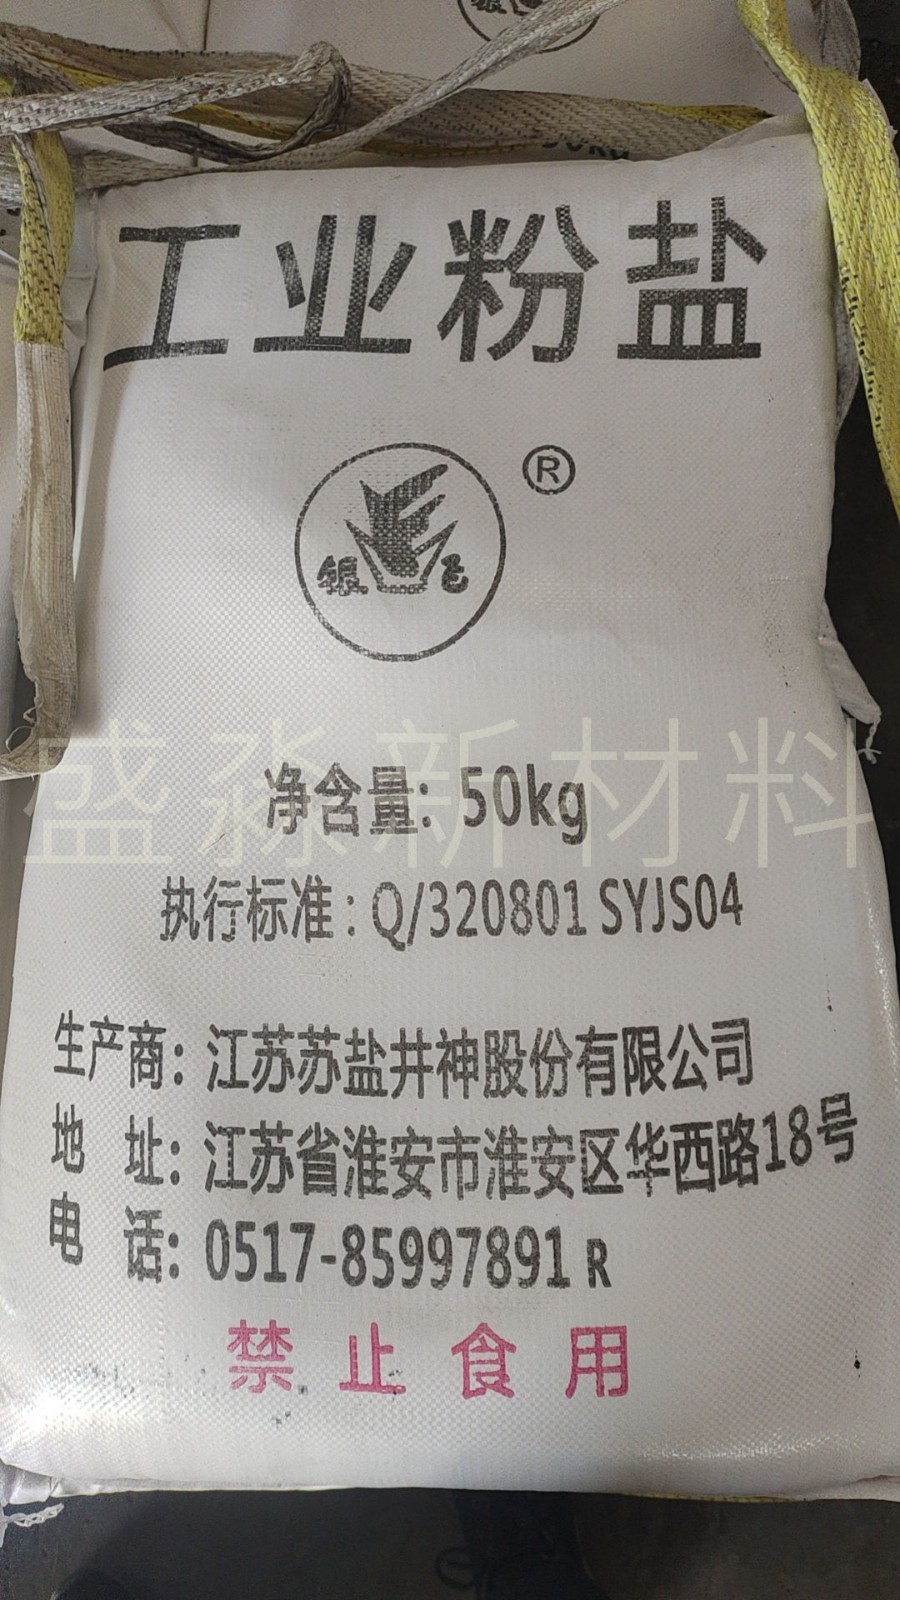 工业粉盐
®
银飞
盛淼新材料
净含量：50kg
执行标准：Q/320801 SYJS04
生产商：江苏苏盐井神股份有限公司
地 址：江苏省淮安市淮安区华西路18号
电 话：0517-85997891 R
禁止食用